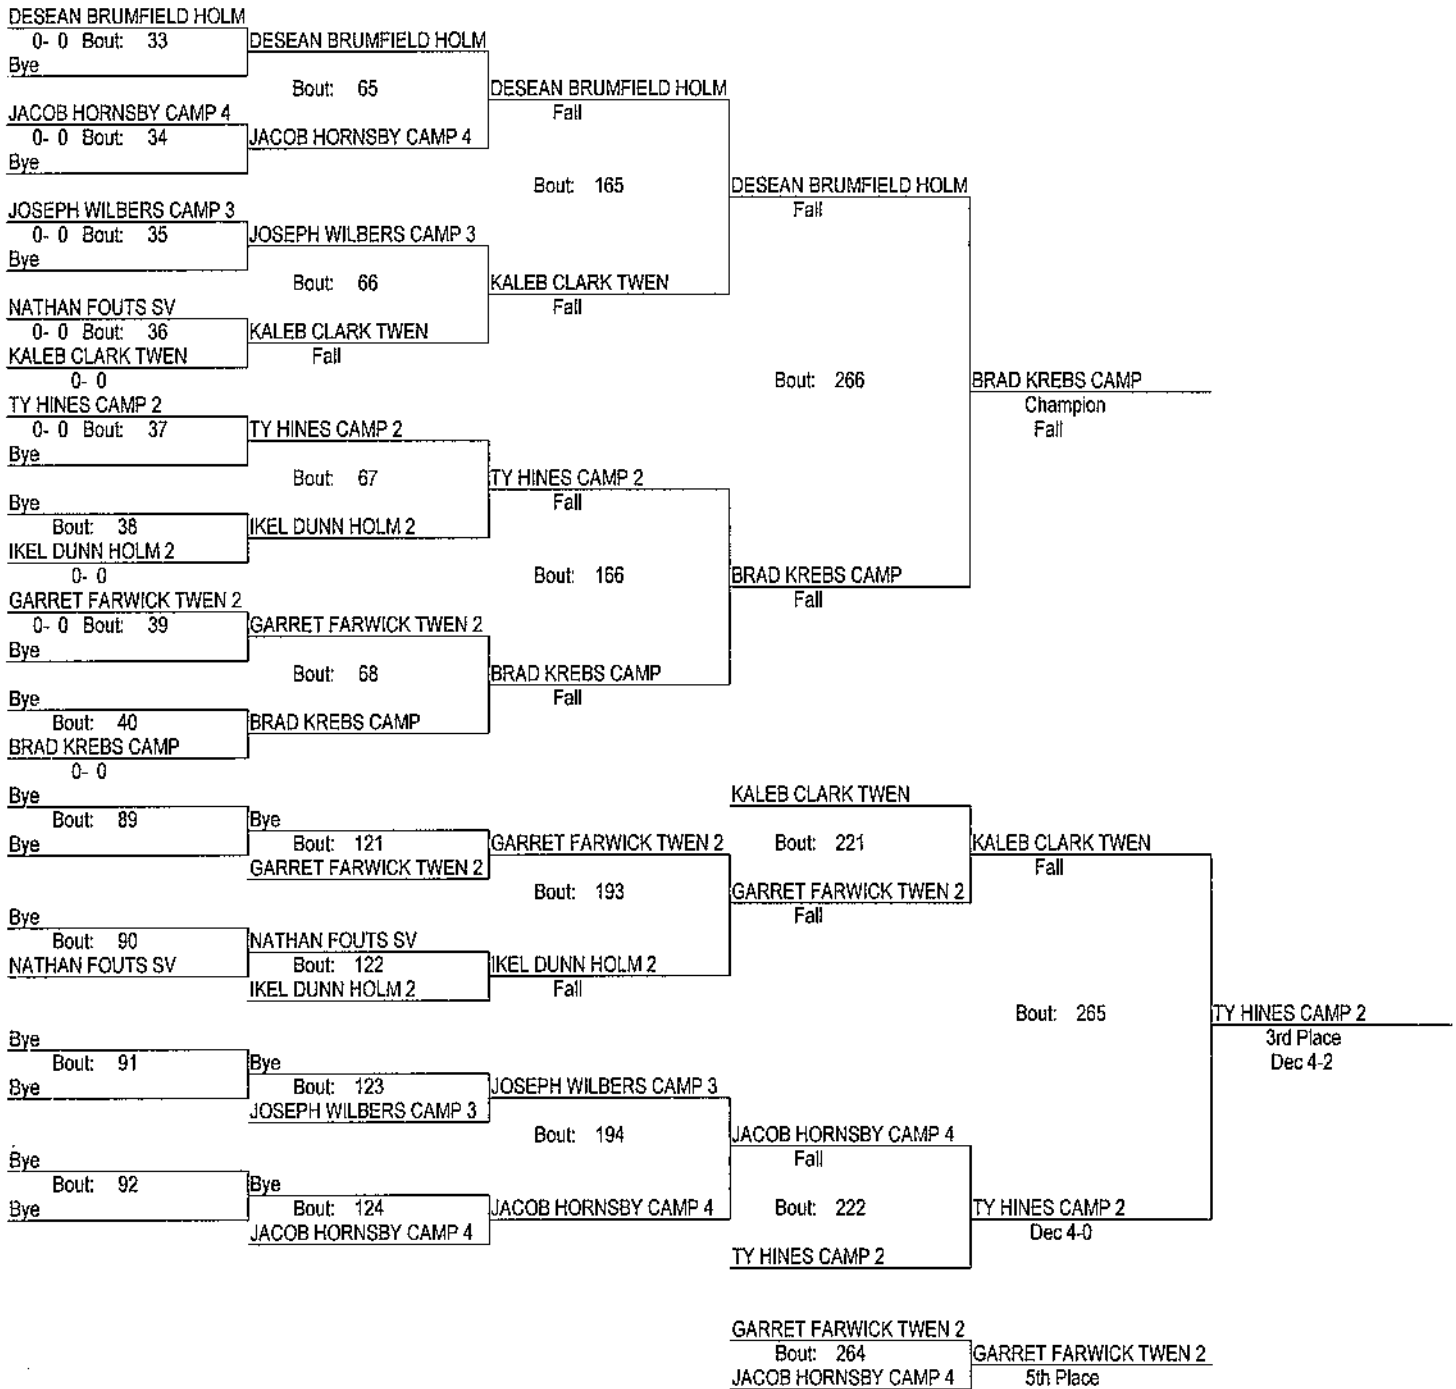 DESEAN BRUMFIELD HOLM
0- 0 Bout: 33
DESEAN BRUMFIELD HOLM
Bye
Bout: 65
DESEAN BRUMFIELD HOLM
Fall
JACOB HORNSBY CAMP 4
0- 0 Bout: 34
JACOB HORNSBY CAMP 4
Bye
Bout: 165
DESEAN BRUMFIELD HOLM
Fall
JOSEPH WILBERS CAMP 3
0- 0 Bout: 35
JOSEPH WILBERS CAMP 3
Bye
Bout: 66
KALEB CLARK TWEN
Fall
NATHAN FOUTS SV
0- 0 Bout: 36
KALEB CLARK TWEN
Fall
KALEB CLARK TWEN
0- 0
Bout: 266
BRAD KREBS CAMP
Champion
Fall
TY HINES CAMP 2
0- 0 Bout: 37
TY HINES CAMP 2
Bye
Bout: 67
TY HINES CAMP 2
Fall
Bye
Bout: 38
IKEL DUNN HOLM 2
IKEL DUNN HOLM 2
0- 0
Bout: 166
BRAD KREBS CAMP
Fall
GARRET FARWICK TWEN 2
0- 0 Bout: 39
GARRET FARWICK TWEN 2
Bye
Bout: 68
BRAD KREBS CAMP
Fall
Bye
Bout: 40
BRAD KREBS CAMP
BRAD KREBS CAMP
0- 0
Bye
Bout: 89
Bye
Bye
Bout: 121
GARRET FARWICK TWEN 2
GARRET FARWICK TWEN 2
Bout: 193
GARRET FARWICK TWEN 2
Fall
KALEB CLARK TWEN
Bout: 221
KALEB CLARK TWEN
Fall
Bye
Bout: 90
NATHAN FOUTS SV
NATHAN FOUTS SV
Bout: 122
IKEL DUNN HOLM 2
IKEL DUNN HOLM 2
Fall
Bout: 265
TY HINES CAMP 2
3rd Place
Dec 4-2
Bye
Bout: 91
Bye
Bye
Bout: 123
JOSEPH WILBERS CAMP 3
JOSEPH WILBERS CAMP 3
Bout: 194
JACOB HORNSBY CAMP 4
Fall
Bye
Bout: 92
Bye
Bye
Bout: 124
JACOB HORNSBY CAMP 4
JACOB HORNSBY CAMP 4
Bout: 222
TY HINES CAMP 2
Dec 4-0
TY HINES CAMP 2
GARRET FARWICK TWEN 2
Bout: 264
GARRET FARWICK TWEN 2
JACOB HORNSBY CAMP 4
5th Place